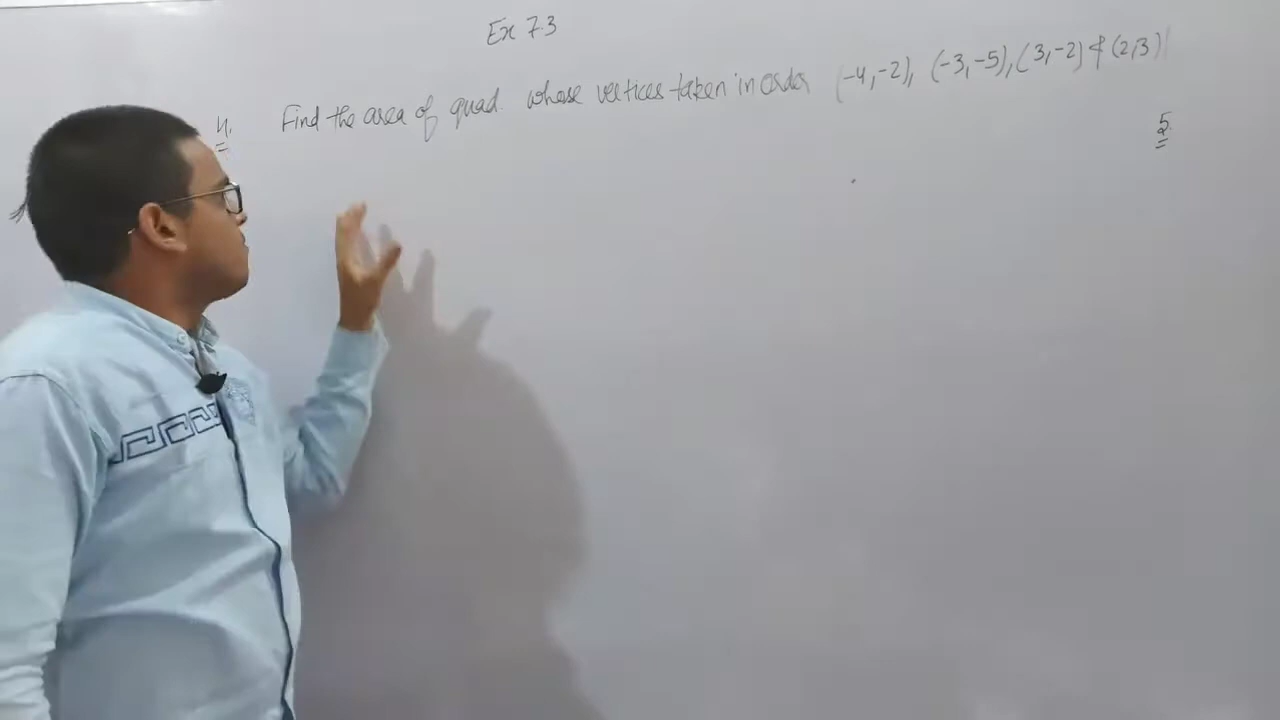 Ex 7.3
4. Find the area of quad. whose vertices taken in order (-4,-2), (-3,-5), (3,-2) & (2,3)
5.